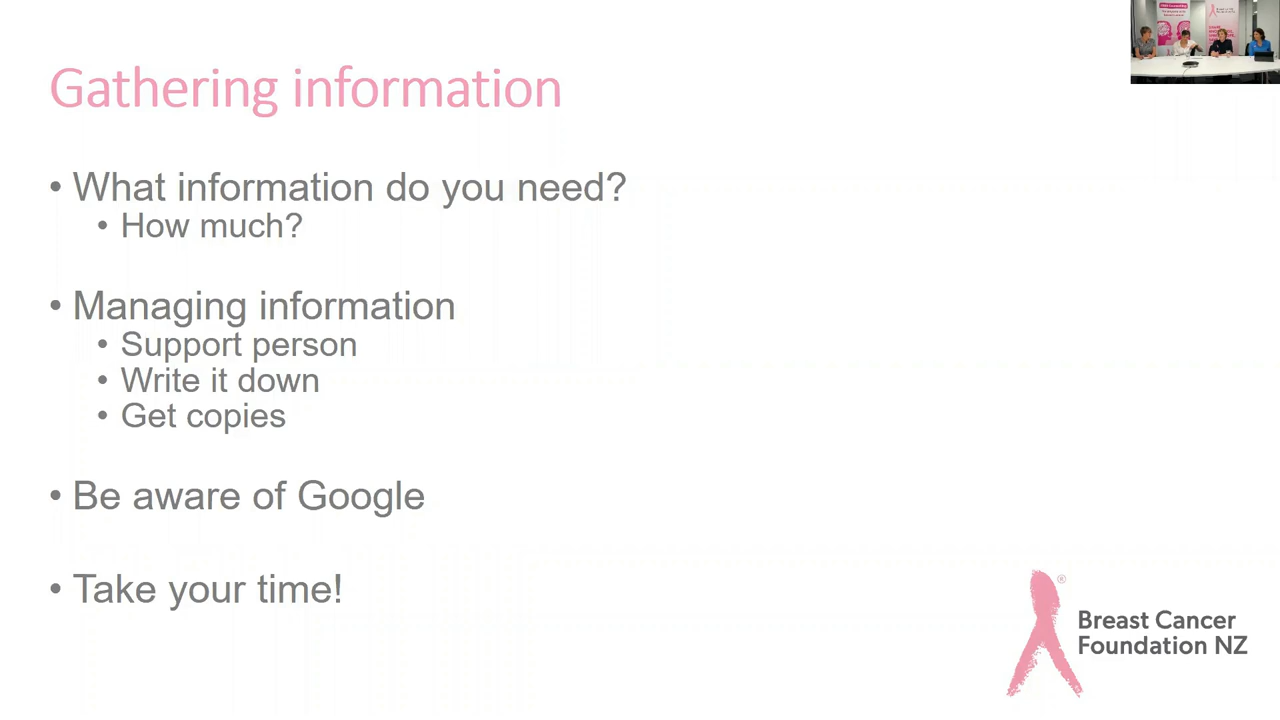 Gathering information
• What information do you need?
• How much?
• Managing information
• Support person
• Write it down
• Get copies
• Be aware of Google
• Take your time!
®
Breast Cancer
Foundation NZ